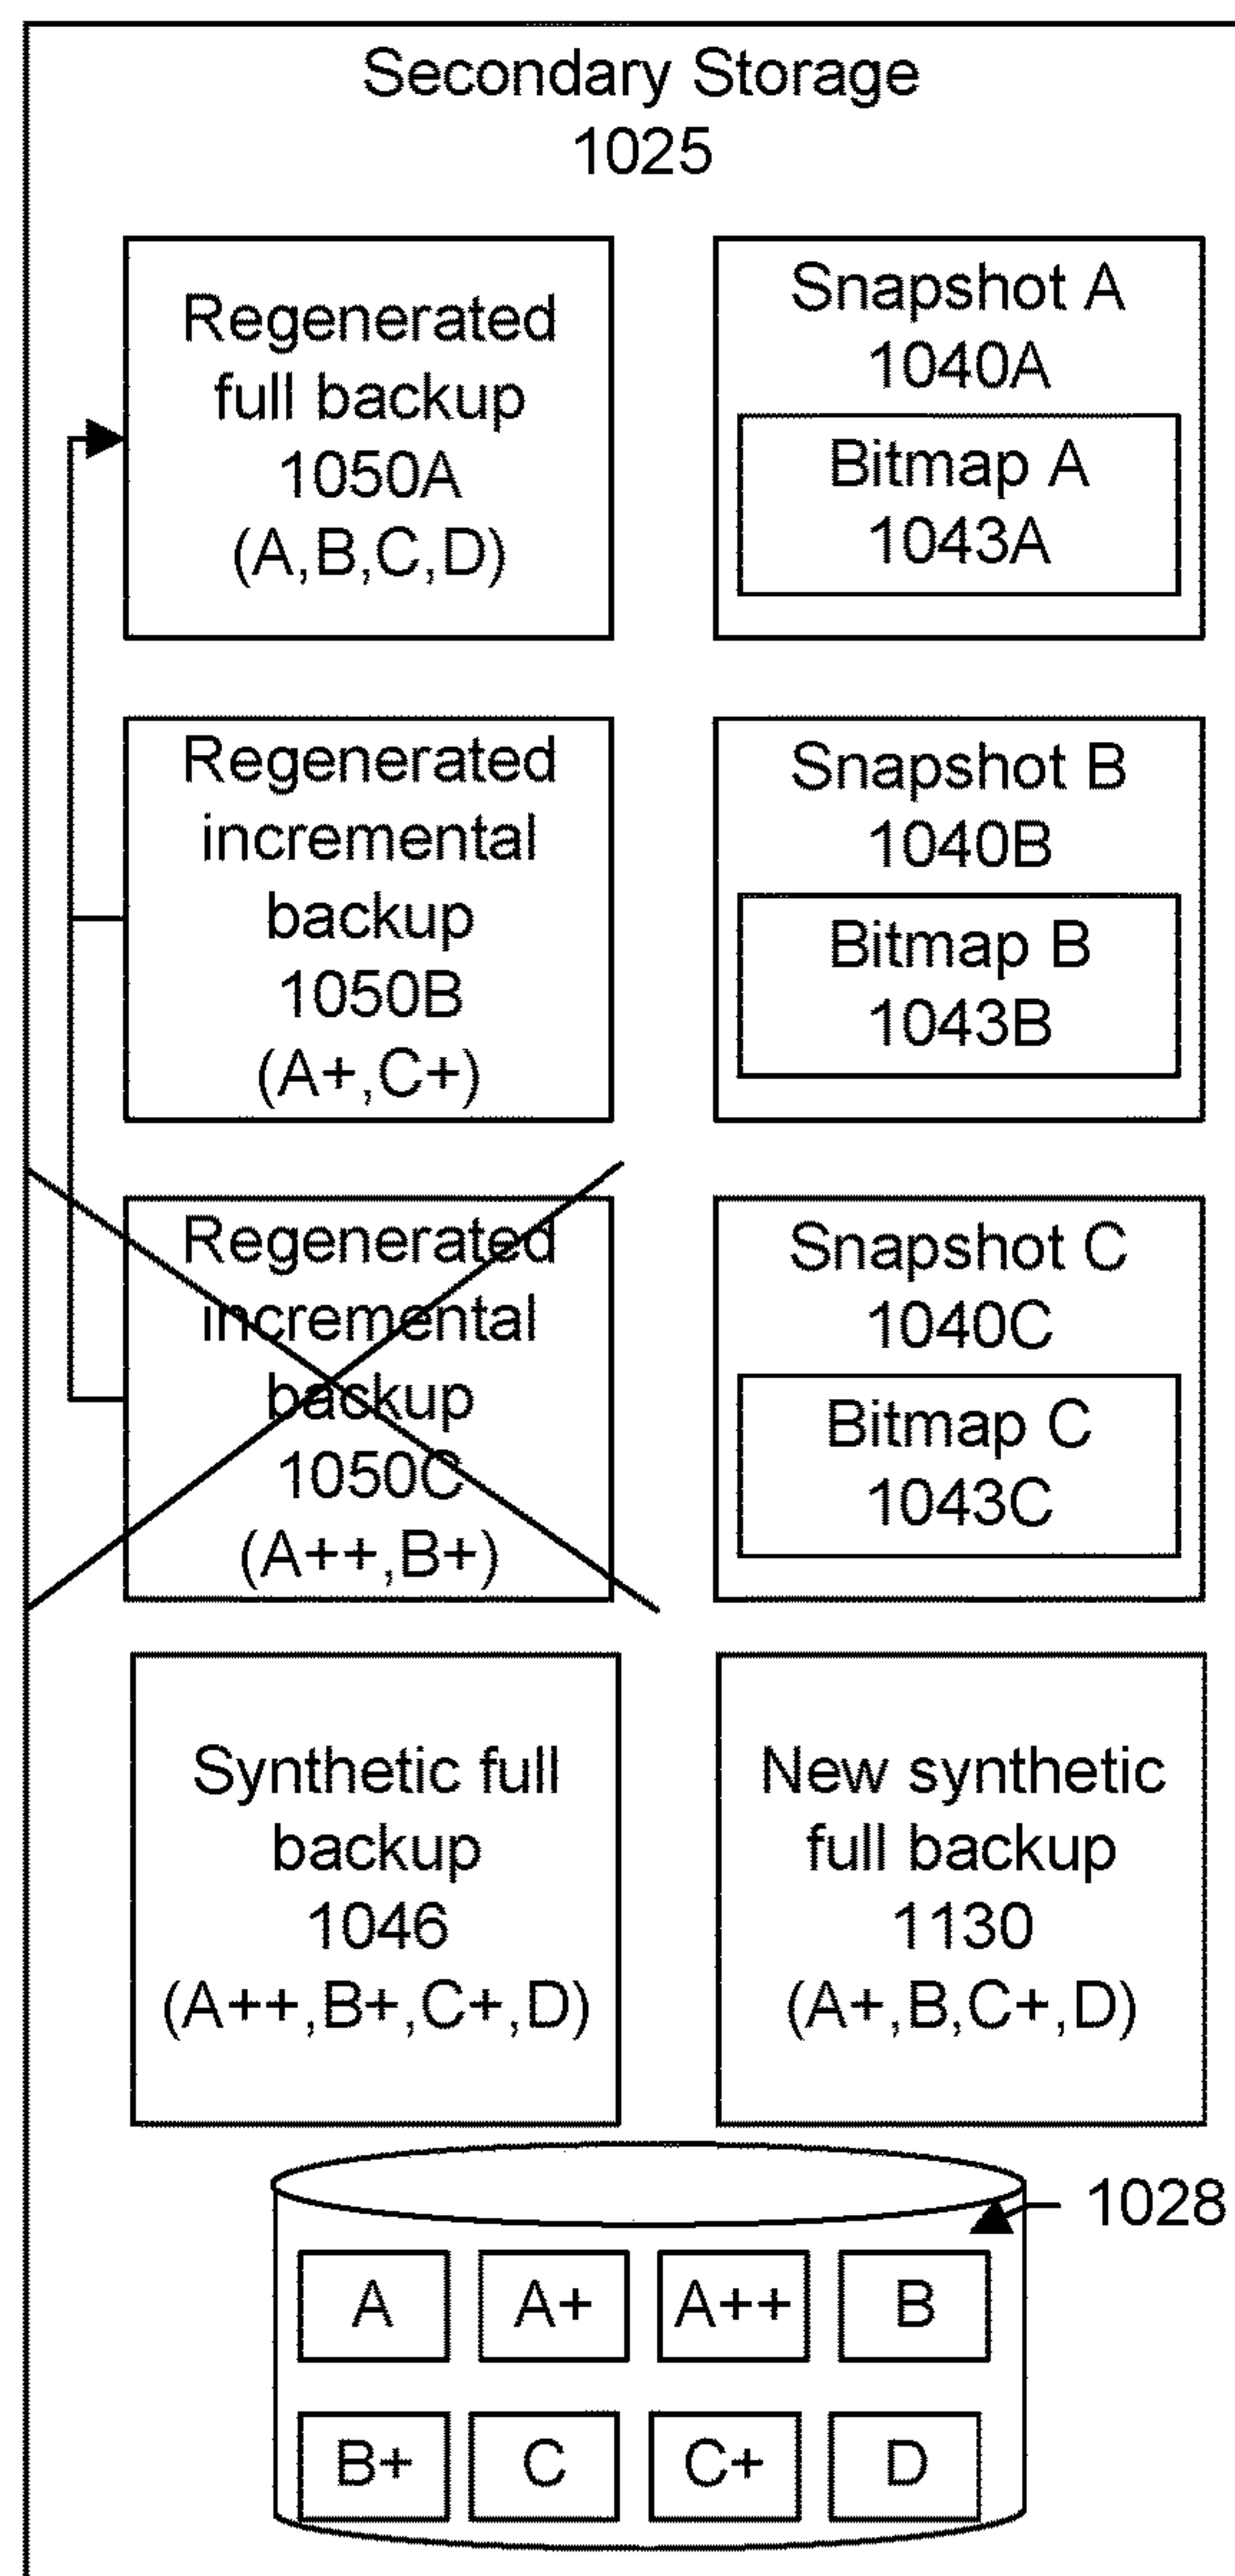 Secondary Storage
1025
Regenerated
full backup
1050A
(A,B,C,D)
Snapshot A
1040A
Bitmap A
1043A
Regenerated
incremental
backup
1050B
(A+,C+)
Snapshot B
1040B
Bitmap B
1043B
Regenerated
incremental
backup
1050C
(A++,B+)
Snapshot C
1040C
Bitmap C
1043C
Synthetic full
backup
1046
(A++,B+,C+,D)
New synthetic
full backup
1130
(A+,B,C+,D)
1028
A A+ A++ B
B+ C C+ D